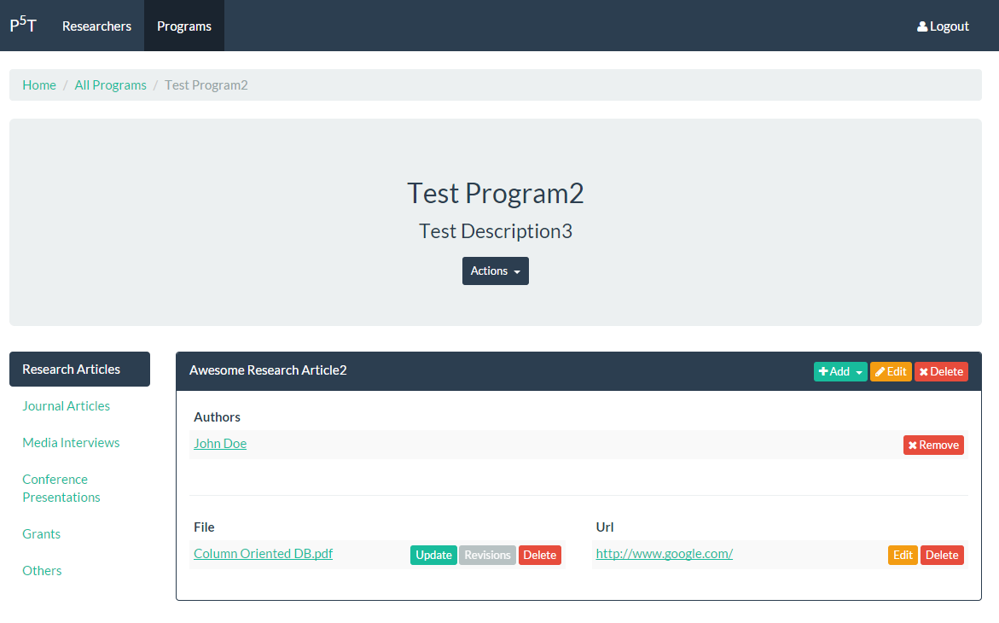 P5T Researchers Programs Logout
Home / All Programs / Test Program2
Test Program2
Test Description3
Actions
Research Articles
Journal Articles
Media Interviews
Conference
Presentations
Grants
Others
Awesome Research Article2 Add Edit Delete
Authors
John Doe Remove
File
Column Oriented DB.pdf Update Revisions Delete
Url
http://www.google.com/ Edit Delete